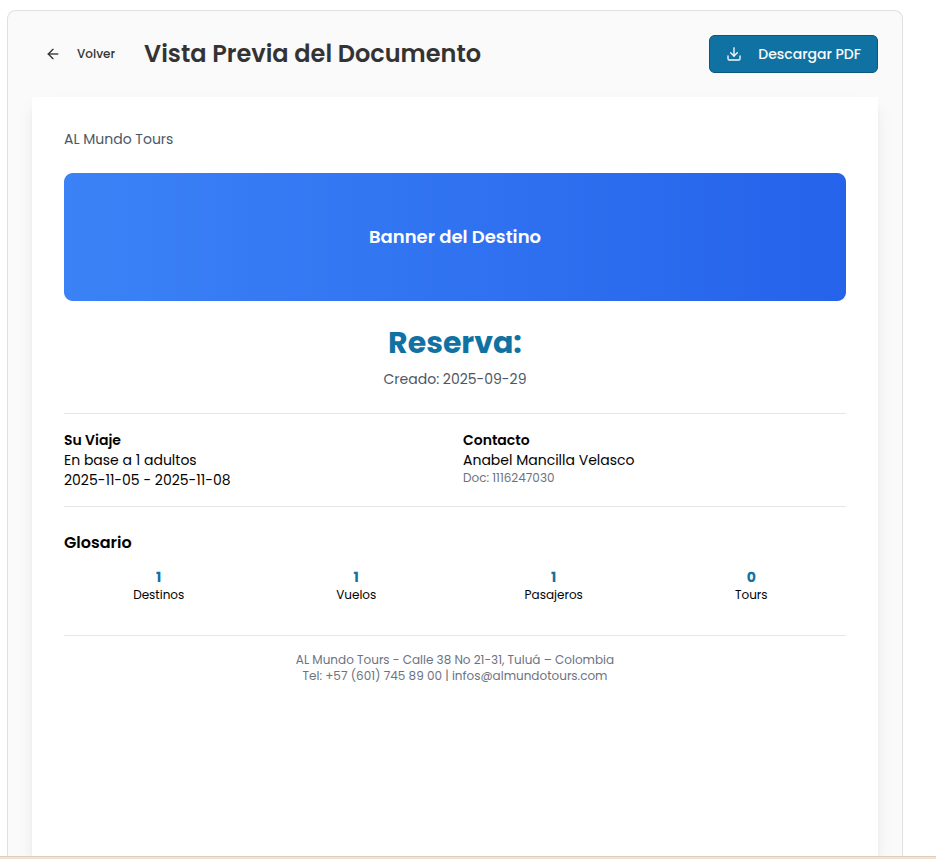 Volver
Vista Previa del Documento
Descargar PDF
AL Mundo Tours
Banner del Destino
Reserva:
Creado: 2025-09-29
Su Viaje
En base a 1 adultos
2025-11-05 - 2025-11-08
Contacto
Anabel Mancilla Velasco
Doc: 1116247030
Glosario
1
Destinos
1
Vuelos
1
Pasajeros
0
Tours
AL Mundo Tours - Calle 38 No 21-31, Tuluá – Colombia
Tel: +57 (601) 745 89 00 | infos@almundotours.com